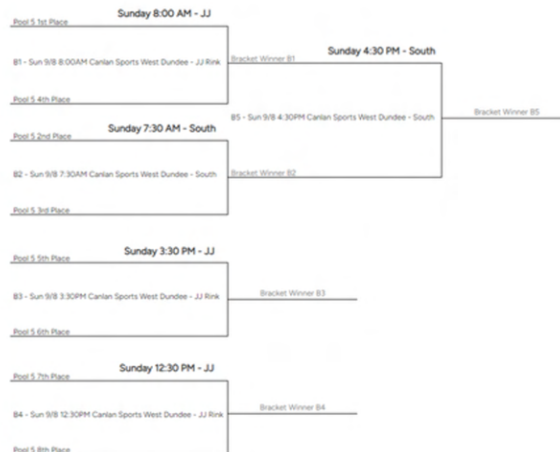 Sunday 8:00 AM - JJ
Pool 5 1st Place
B1 - Sun 9/8 8:00AM Canlan Sports West Dundee - JJ Rink
Bracket Winner B1
Pool 5 4th Place
Sunday 4:30 PM - South
B5 - Sun 9/8 4:30PM Canlan Sports West Dundee - South
Bracket Winner B5
Sunday 7:30 AM - South
Pool 5 2nd Place
B2 - Sun 9/8 7:30AM Canlan Sports West Dundee - South
Bracket Winner B2
Pool 5 3rd Place
Sunday 3:30 PM - JJ
Pool 5 5th Place
B3 - Sun 9/8 3:30PM Canlan Sports West Dundee - JJ Rink
Bracket Winner B3
Pool 5 6th Place
Sunday 12:30 PM - JJ
Pool 5 7th Place
B4 - Sun 9/8 12:30PM Canlan Sports West Dundee - JJ Rink
Bracket Winner B4
Pool 5 8th Place